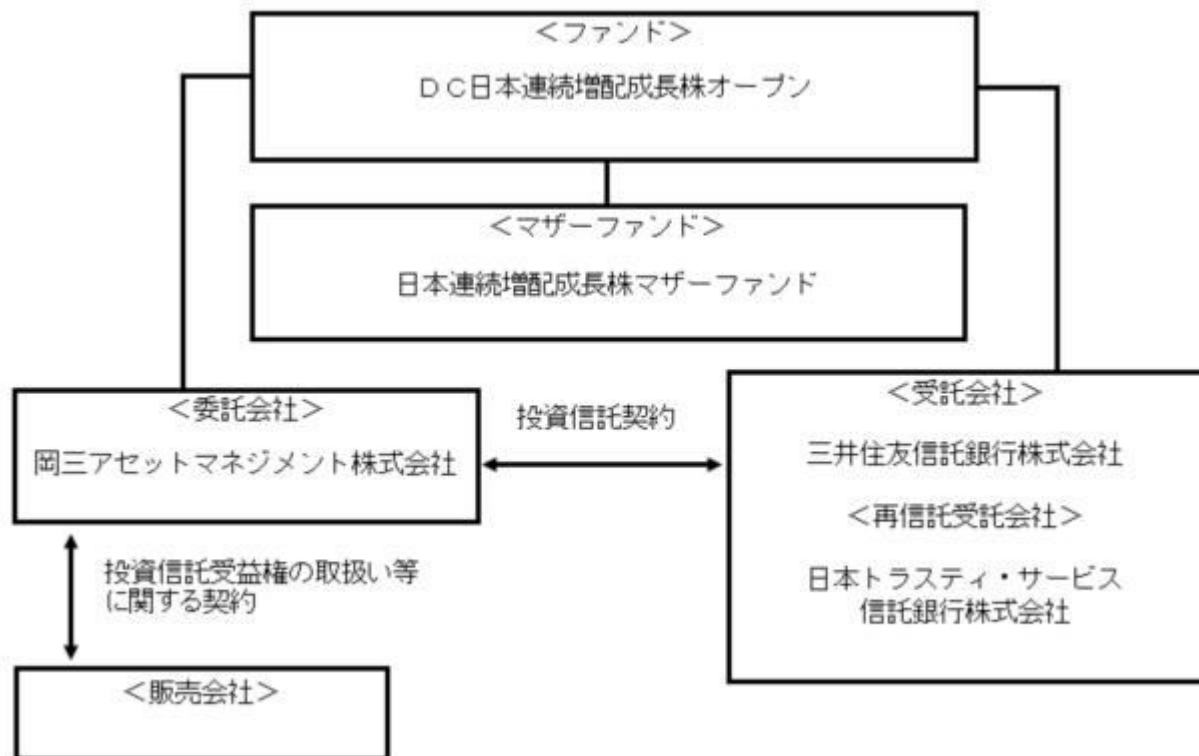 ＜ファンド＞
ＤＣ日本連続増配成長株オープン
＜マザーファンド＞
日本連続増配成長株マザーファンド
＜委託会社＞
岡三アセットマネジメント株式会社
投資信託契約
＜受託会社＞
三井住友信託銀行株式会社
＜再信託受託会社＞
日本トラスティ・サービス
信託銀行株式会社
投資信託受益権の取扱い等
に関する契約
＜販売会社＞